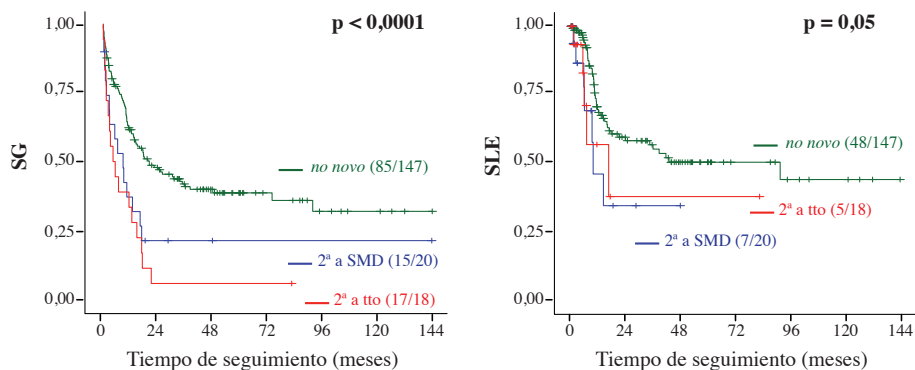 p < 0,0001
1,00
0,75
0,50
0,25
0,00
SG
no novo (85/147)
2ª a SMD (15/20)
2ª a tto (17/18)
0 24 48 72 96 120 144
Tiempo de seguimiento (meses)
p = 0,05
1,00
0,75
0,50
0,25
0,00
SLE
no novo (48/147)
2ª a tto (5/18)
2ª a SMD (7/20)
0 24 48 72 96 120 144
Tiempo de seguimiento (meses)